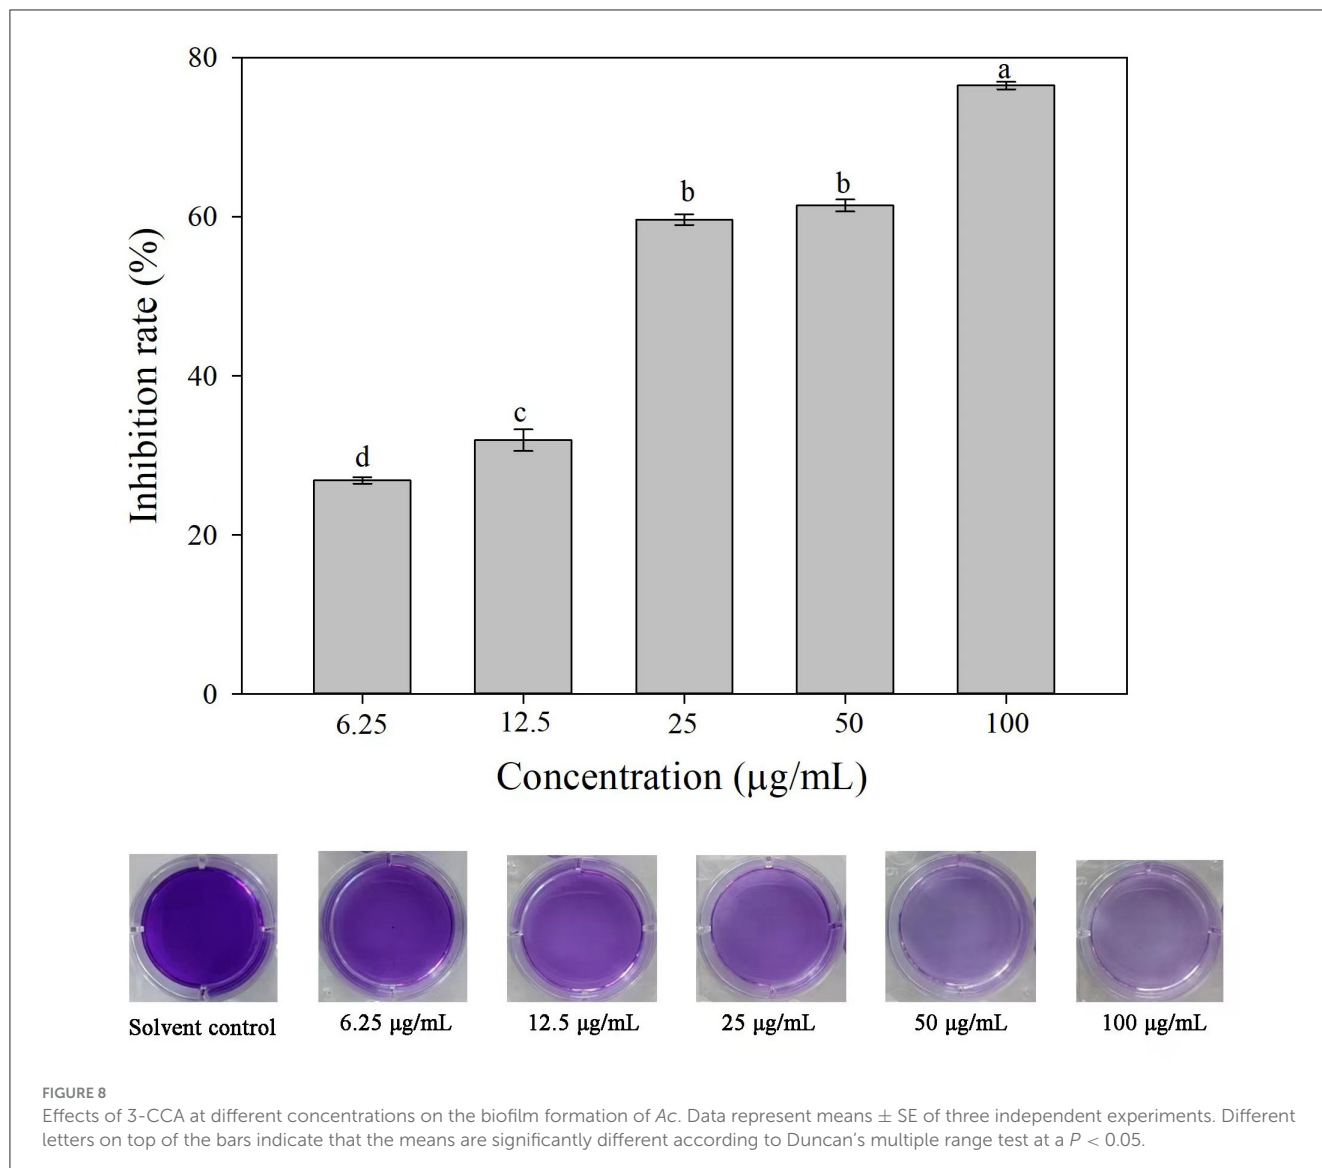 80
60
40
20
0
Inhibition rate (%)
d
c
b
b
a
6.25 12.5 25 50 100
Concentration (µg/mL)
Solvent control 6.25 µg/mL 12.5 µg/mL 25 µg/mL 50 µg/mL 100 µg/mL
FIGURE 8
Effects of 3-CCA at different concentrations on the biofilm formation of Ac. Data represent means ± SE of three independent experiments. Different
letters on top of the bars indicate that the means are significantly different according to Duncan's multiple range test at a P < 0.05.